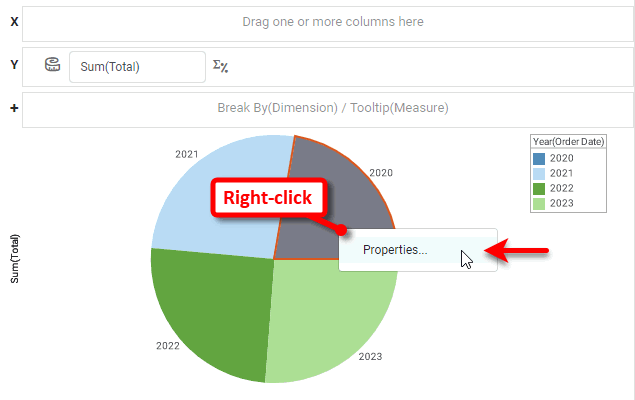 X
Drag one or more columns here
Y
Sum(Total)
Σ%
+
Break By(Dimension) / Tooltip(Measure)
Year(Order Date)
2020
2021
2022
2023
2021
2020
Right-click
Properties...
Sum(Total)
2022
2023